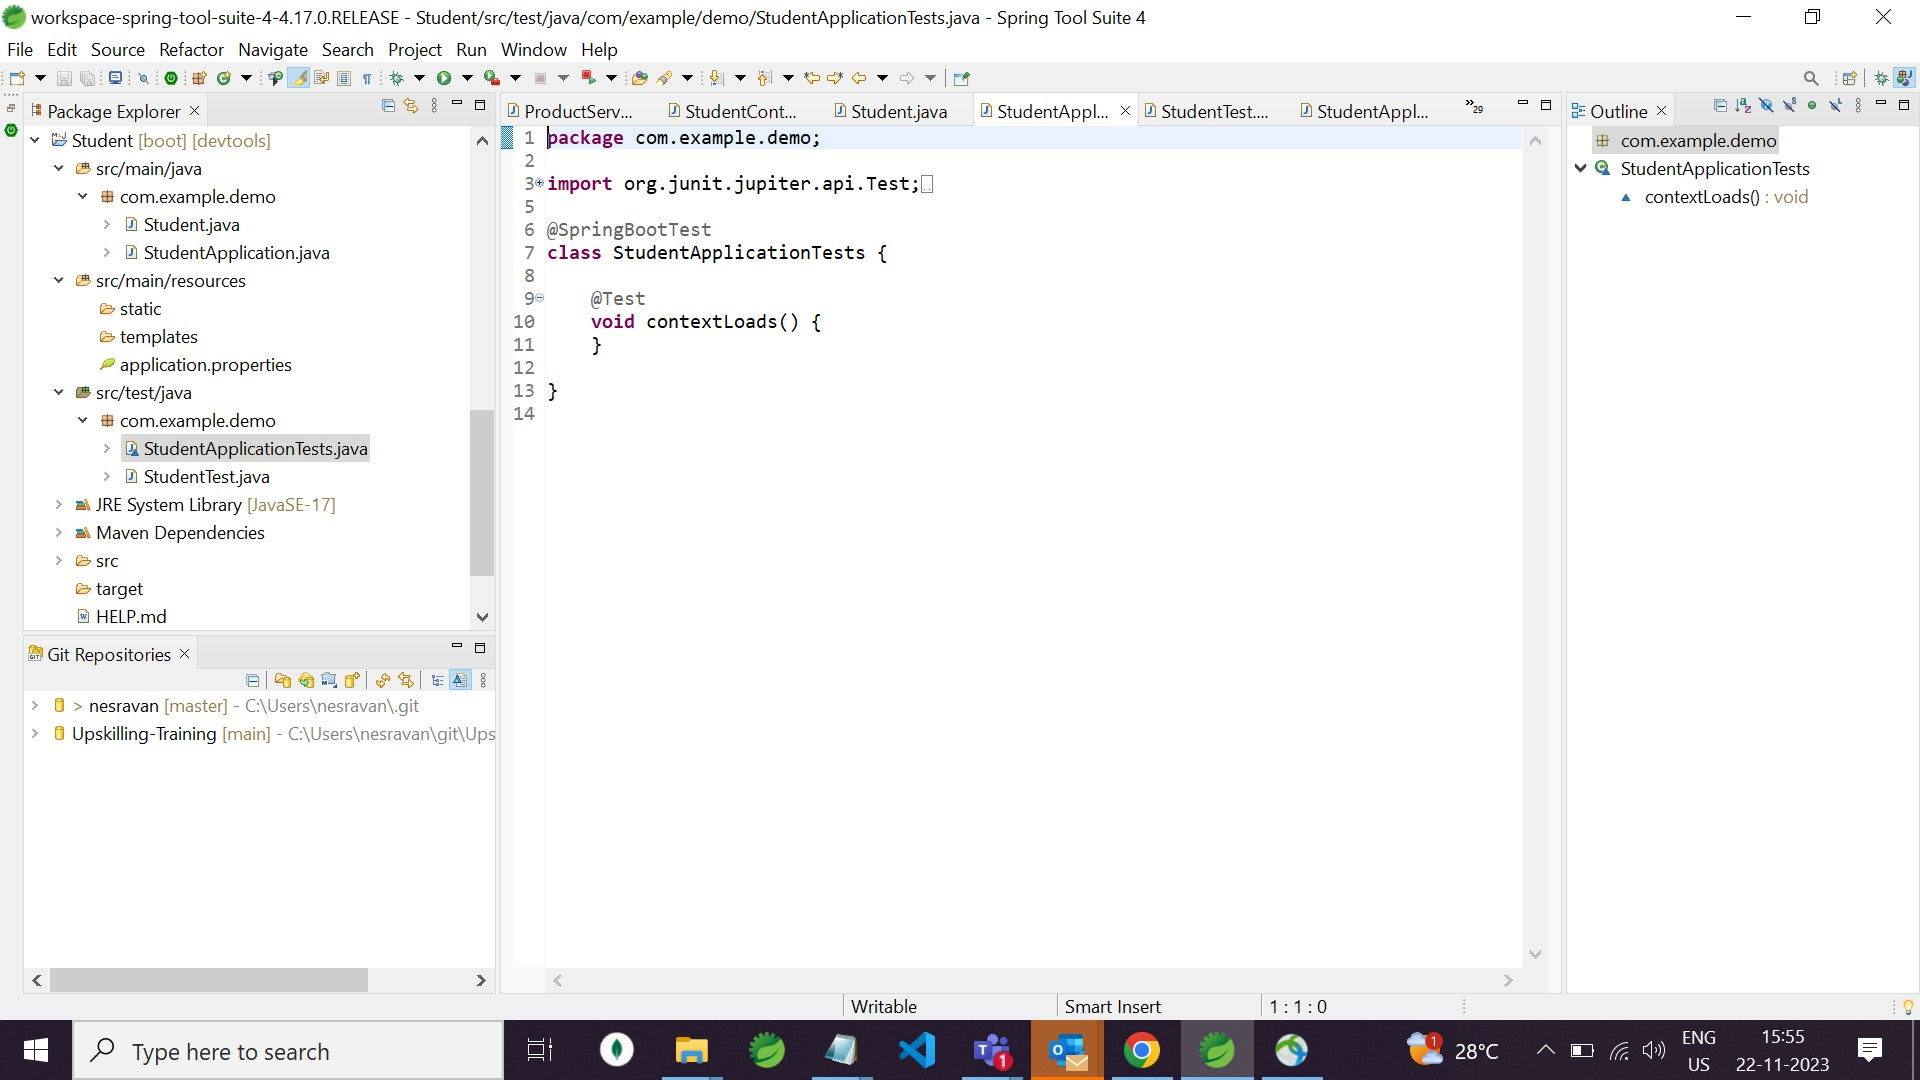 workspace-spring-tool-suite-4-4.17.0.RELEASE - Student/src/test/java/com/example/demo/StudentApplicationTests.java - Spring Tool Suite 4
File Edit Source Refactor Navigate Search Project Run Window Help
Package Explorer
Student [boot] [devtools]
src/main/java
com.example.demo
Student.java
StudentApplication.java
src/main/resources
static
templates
application.properties
src/test/java
com.example.demo
StudentApplicationTests.java
StudentTest.java
JRE System Library [JavaSE-17]
Maven Dependencies
src
target
HELP.md
Git Repositories
> nesravan [master] - C:\Users\nesravan\.git
Upskilling-Training [main] - C:\Users\nesravan\git\Ups
ProductServ... StudentCont... Student.java StudentAppl... StudentTest.... StudentAppl... »29
1 package com.example.demo;
2
3 import org.junit.jupiter.api.Test;
5
6 @SpringBootTest
7 class StudentApplicationTests {
8
9 @Test
10 void contextLoads() {
11 }
12
13 }
14
Outline
com.example.demo
StudentApplicationTests
contextLoads() : void
Writable Smart Insert 1 : 1 : 0
Type here to search
1
1 28°C
ENG
US
15:55
22-11-2023